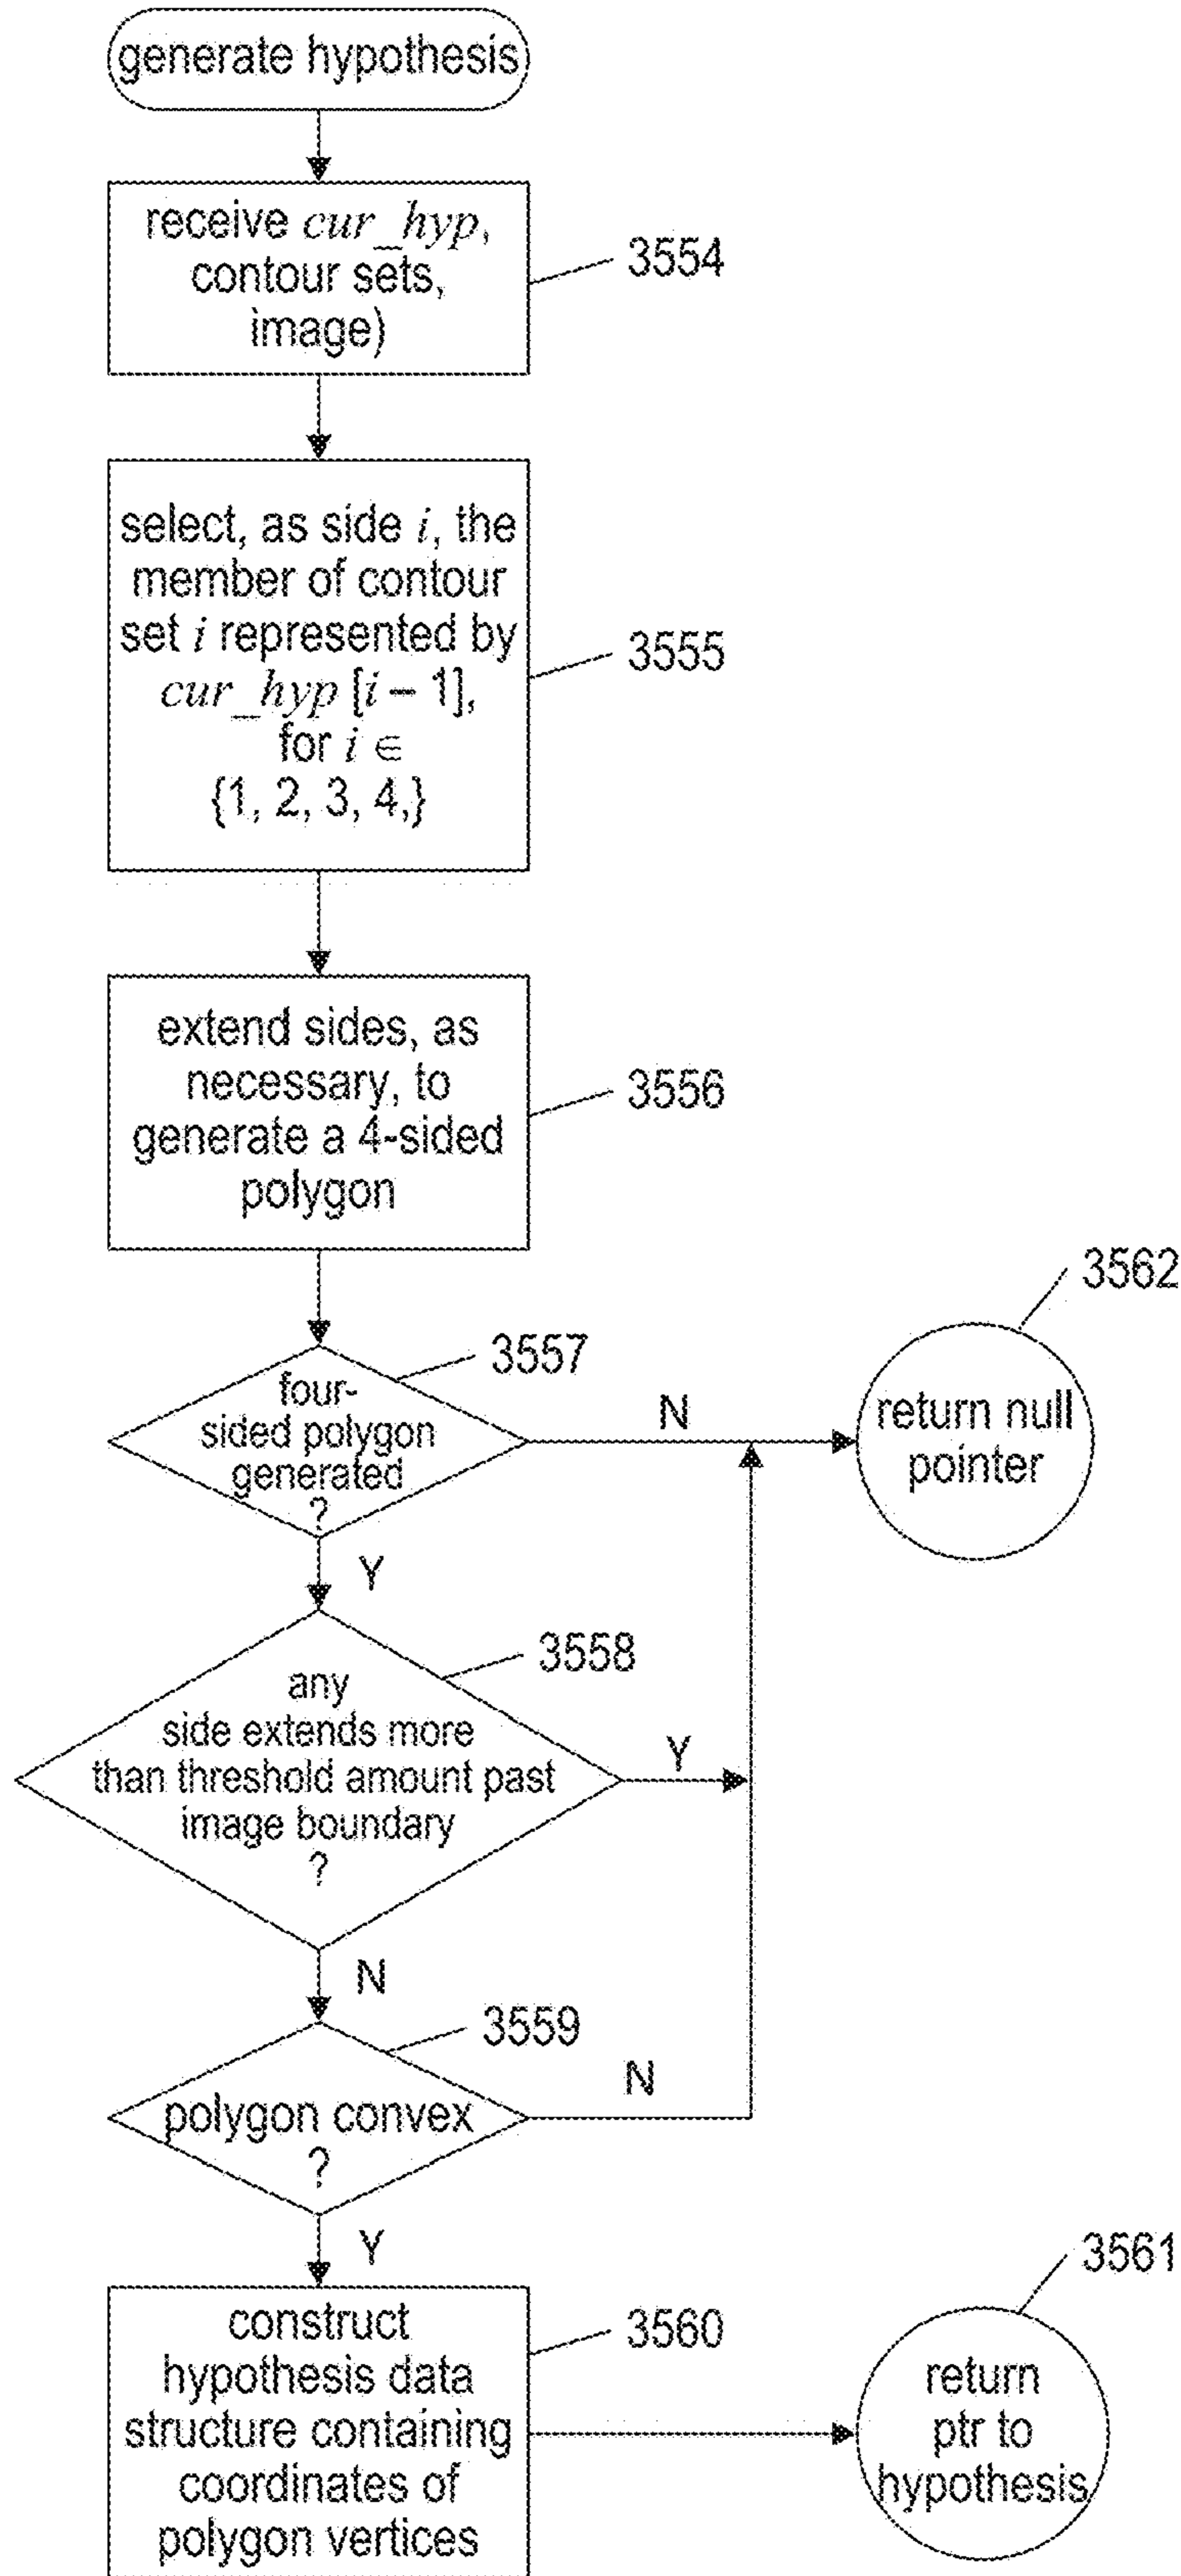 generate hypothesis
receive cur_hyp,
contour sets,
image)
3554
select, as side i, the
member of contour
set i represented by
cur_hyp [i – 1],
for i ∈
{1, 2, 3, 4,}
3555
extend sides, as
necessary, to
generate a 4-sided
polygon
3556
3562
3557
four-
sided polygon
generated
?
N
return null
pointer
Y
3558
any
side extends more
than threshold amount past
image boundary
?
Y
N
3559
polygon convex
?
N
Y
3561
construct
hypothesis data
structure containing
coordinates of
polygon vertices
3560
return
ptr to
hypothesis